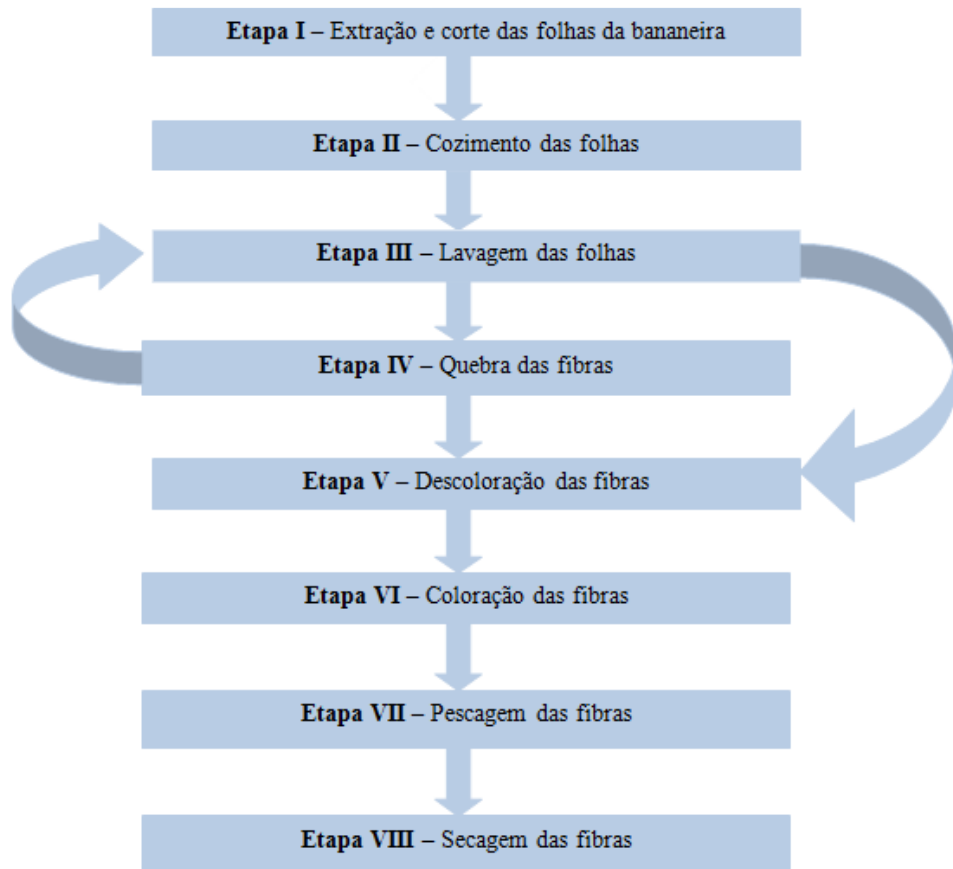 Etapa I – Extração e corte das folhas da bananeira
Etapa II – Cozimento das folhas
Etapa III – Lavagem das folhas
Etapa IV – Quebra das fibras
Etapa V – Descoloração das fibras
Etapa VI – Coloração das fibras
Etapa VII – Pescagem das fibras
Etapa VIII – Secagem das fibras